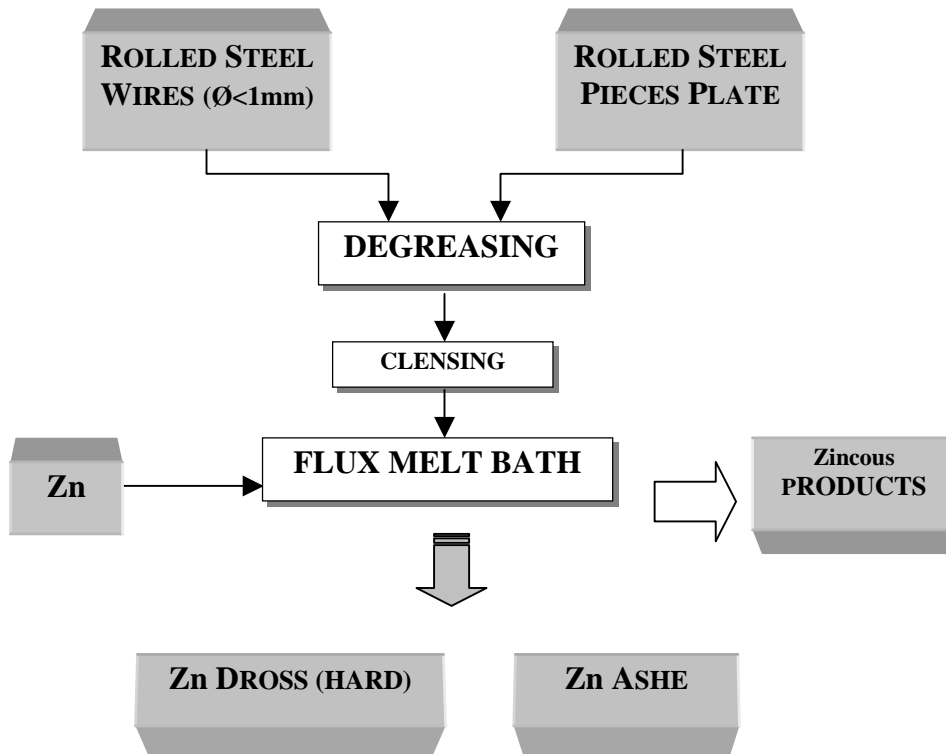 ROLLED STEEL
WIRES (Ø<1mm)
ROLLED STEEL
PIECES PLATE
DEGREASING
CLENSING
FLUX MELT BATH
Zn
Zincous
PRODUCTS
Zn DROSS (HARD)
Zn ASHE